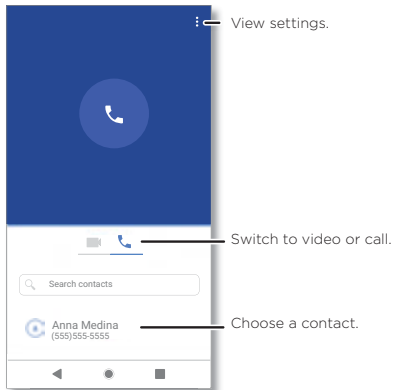 View settings.
Switch to video or call.
Search contacts
Anna Medina
(555)555-5555
Choose a contact.